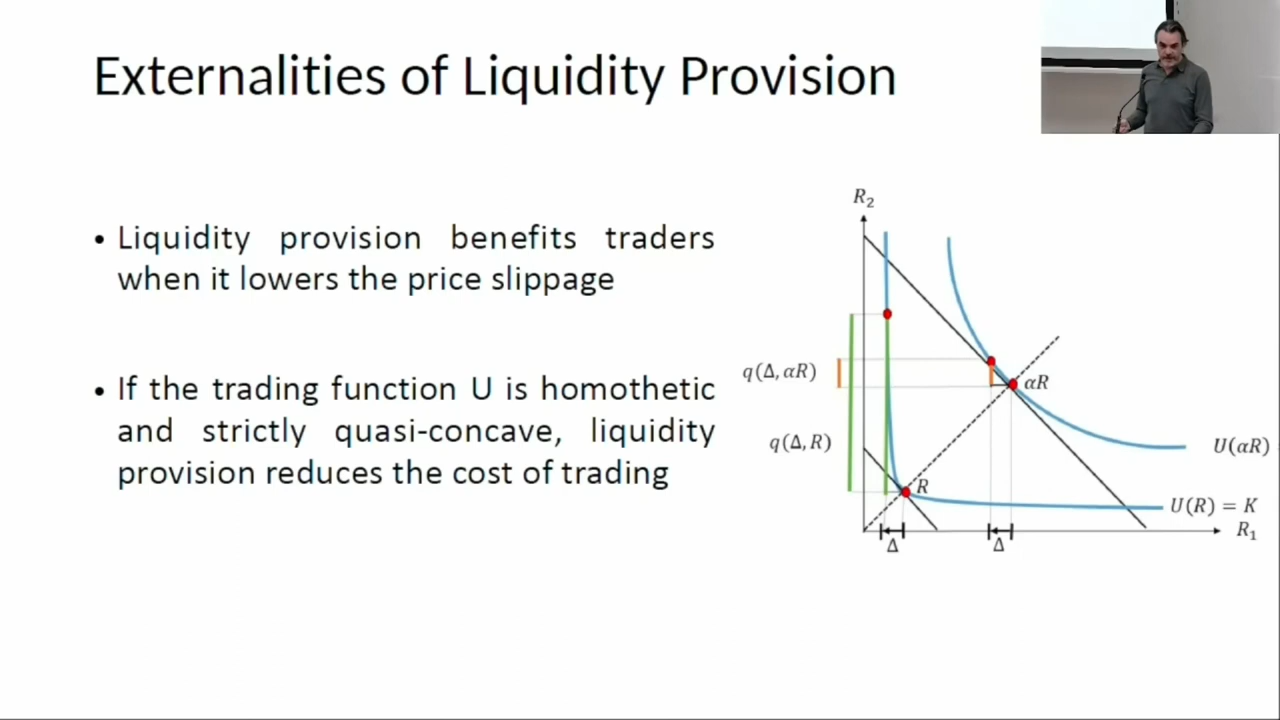 Externalities of Liquidity Provision
• Liquidity provision benefits traders
when it lowers the price slippage
• If the trading function U is homothetic
and strictly quasi-concave, liquidity
provision reduces the cost of trading
R₂
q(Δ, αR)
αR
q(Δ, R)
U(αR)
R
U(R) = K
R₁
Δ
Δ